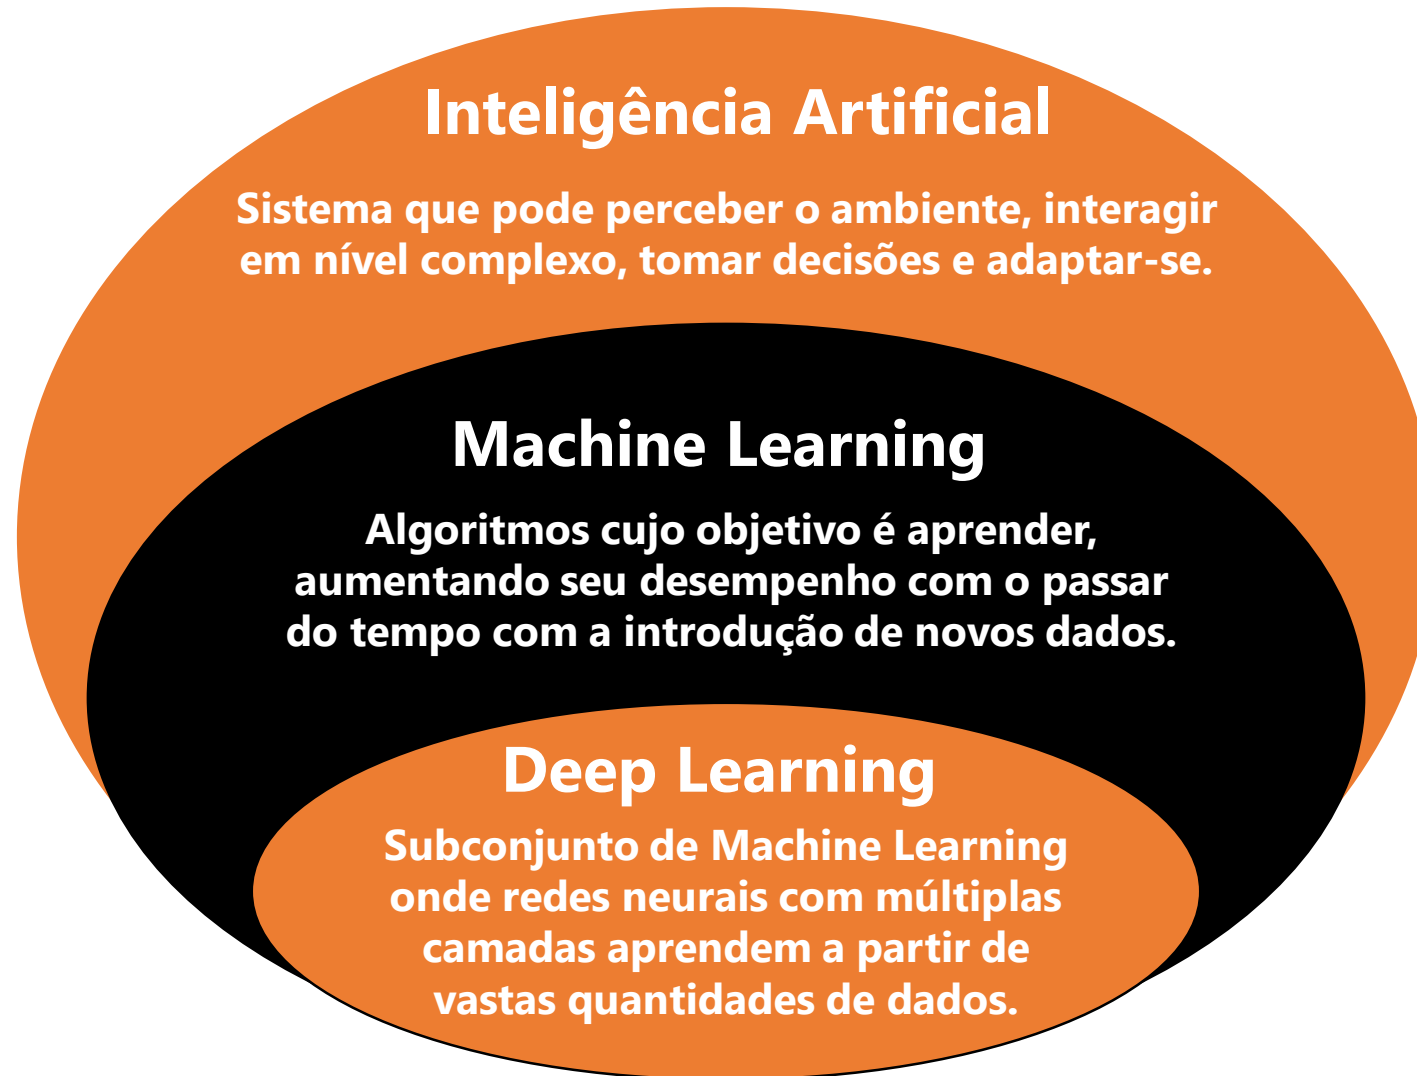 Inteligência Artificial
Sistema que pode perceber o ambiente, interagir
em nível complexo, tomar decisões e adaptar-se.
Machine Learning
Algoritmos cujo objetivo é aprender,
aumentando seu desempenho com o passar
do tempo com a introdução de novos dados.
Deep Learning
Subconjunto de Machine Learning
onde redes neurais com múltiplas
camadas aprendem a partir de
vastas quantidades de dados.